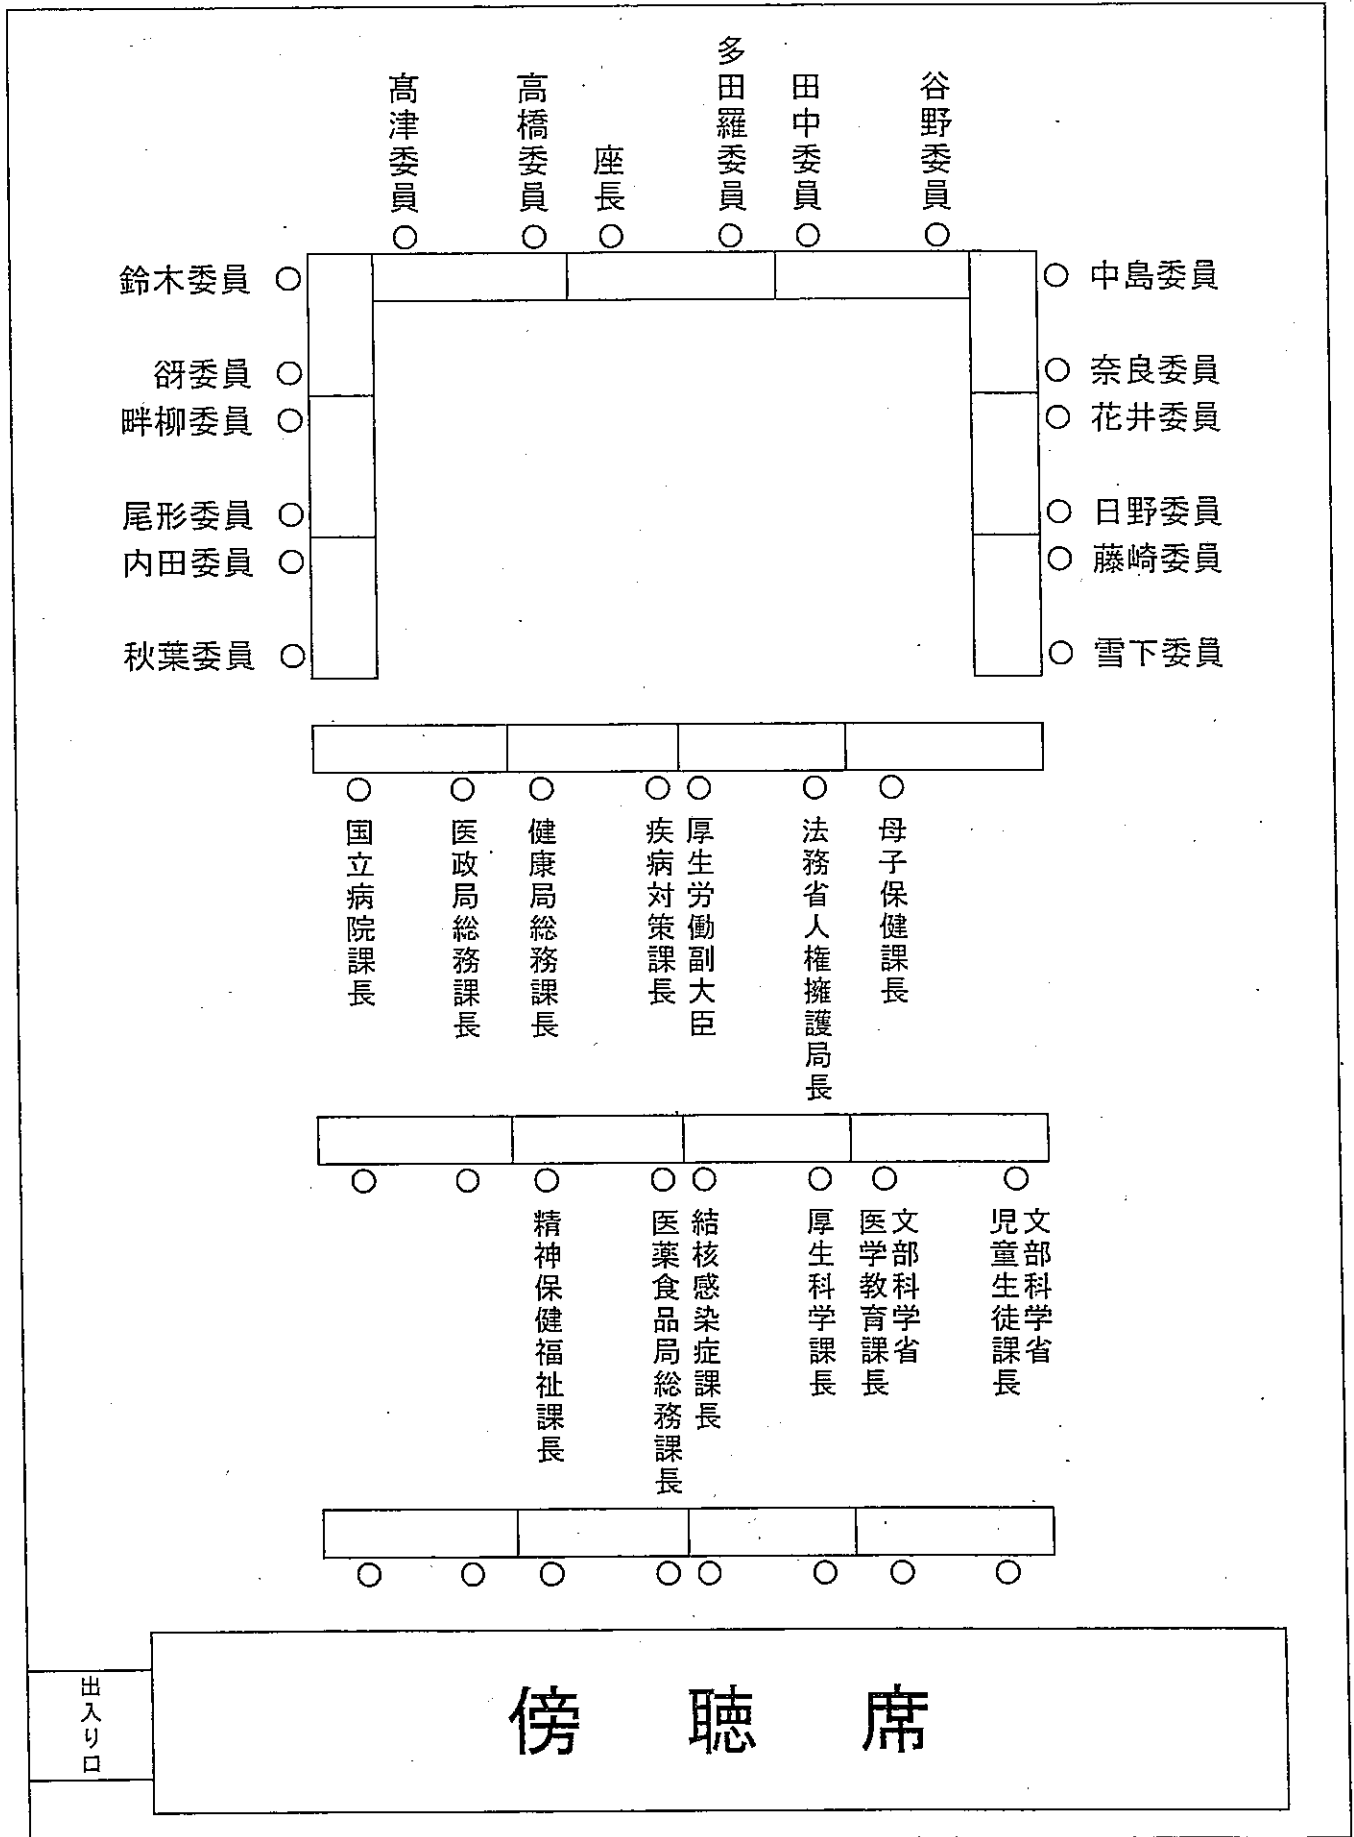 髙津委員
高橋委員
座長
多田羅委員
田中委員
谷野委員
鈴木委員
谺委員
畔柳委員
尾形委員
内田委員
秋葉委員
中島委員
奈良委員
花井委員
日野委員
藤崎委員
雪下委員
国立病院課長
医政局総務課長
健康局総務課長
疾病対策課長
厚生労働副大臣
法務省人権擁護局長
母子保健課長
精神保健福祉課長
医薬食品局総務課長
結核感染症課長
厚生科学課長
文部科学省
医学教育課長
文部科学省
児童生徒課長
出入り口
傍聴席